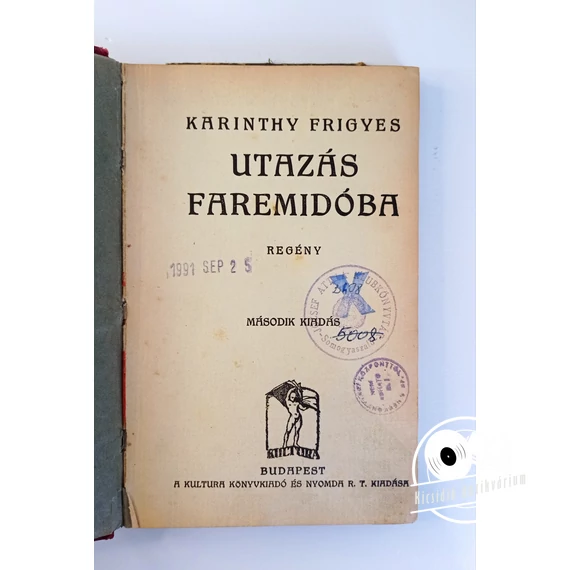 KARINTHY FRIGYES
UTAZÁS
FAREMIDÓBA
REGÉNY
1991 SEP 25
MÁSODIK KIADÁS
5008.
KULTURA
BUDAPEST
A KULTURA KÖNYVKIADÓ ÉS NYOMDA R. T. KIADÁSA